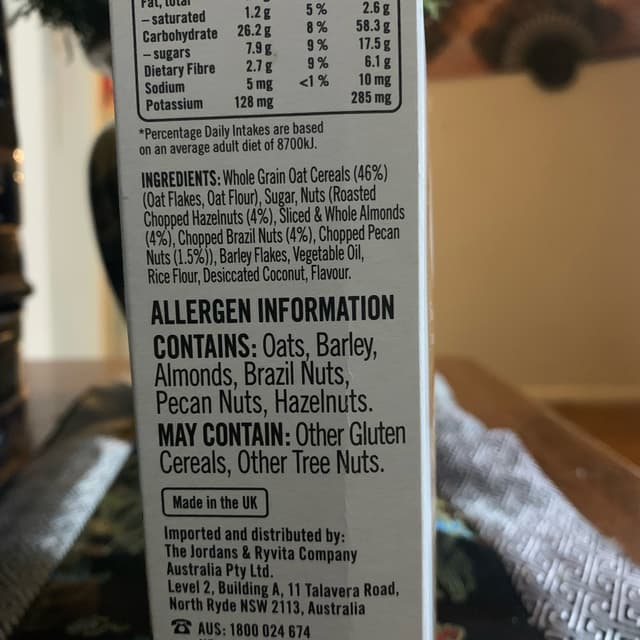 Fat, total
– saturated 1.2 g 5 % 2.6 g
Carbohydrate 26.2 g 8 % 58.3 g
– sugars 7.9 g 9 % 17.5 g
Dietary Fibre 2.7 g 9 % 6.1 g
Sodium 5 mg <1 % 10 mg
Potassium 128 mg 285 mg
*Percentage Daily Intakes are based
on an average adult diet of 8700kJ.
INGREDIENTS: Whole Grain Oat Cereals (46%)
(Oat Flakes, Oat Flour), Sugar, Nuts (Roasted
Chopped Hazelnuts (4%), Sliced & Whole Almonds
(4%), Chopped Brazil Nuts (4%), Chopped Pecan
Nuts (1.5%)), Barley Flakes, Vegetable Oil,
Rice Flour, Desiccated Coconut, Flavour.
ALLERGEN INFORMATION
CONTAINS: Oats, Barley,
Almonds, Brazil Nuts,
Pecan Nuts, Hazelnuts.
MAY CONTAIN: Other Gluten
Cereals, Other Tree Nuts.
Made in the UK
Imported and distributed by:
The Jordans & Ryvita Company
Australia Pty Ltd.
Level 2, Building A, 11 Talavera Road,
North Ryde NSW 2113, Australia
AUS: 1800 024 674